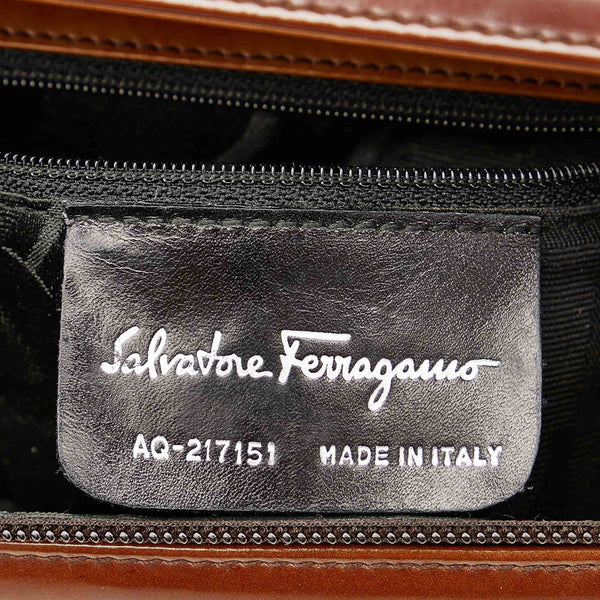 Salvatore Ferragamo
AQ-217151 MADE IN ITALY